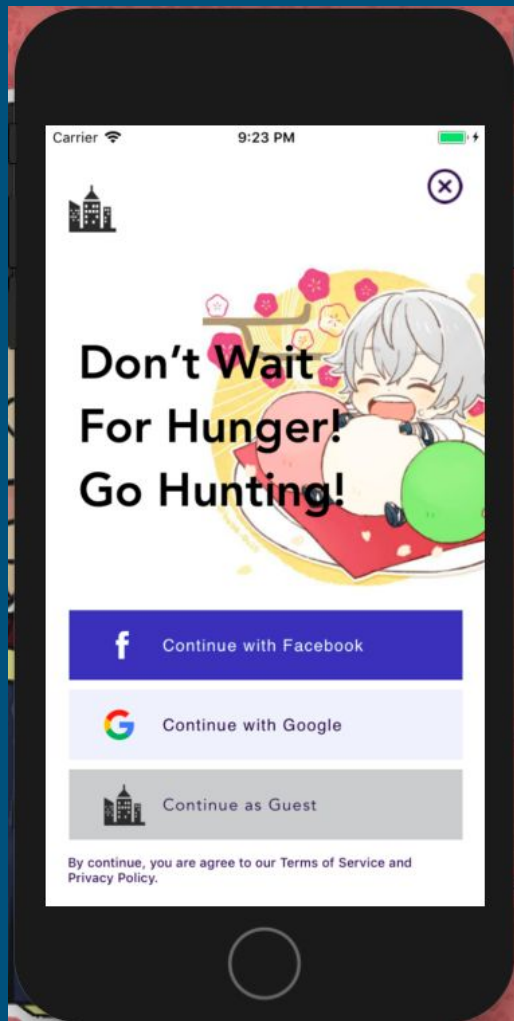 Carrier
9:23 PM
Don't Wait
For Hunger!
Go Hunting!
f Continue with Facebook
G Continue with Google
Continue as Guest
By continue, you are agree to our Terms of Service and
Privacy Policy.